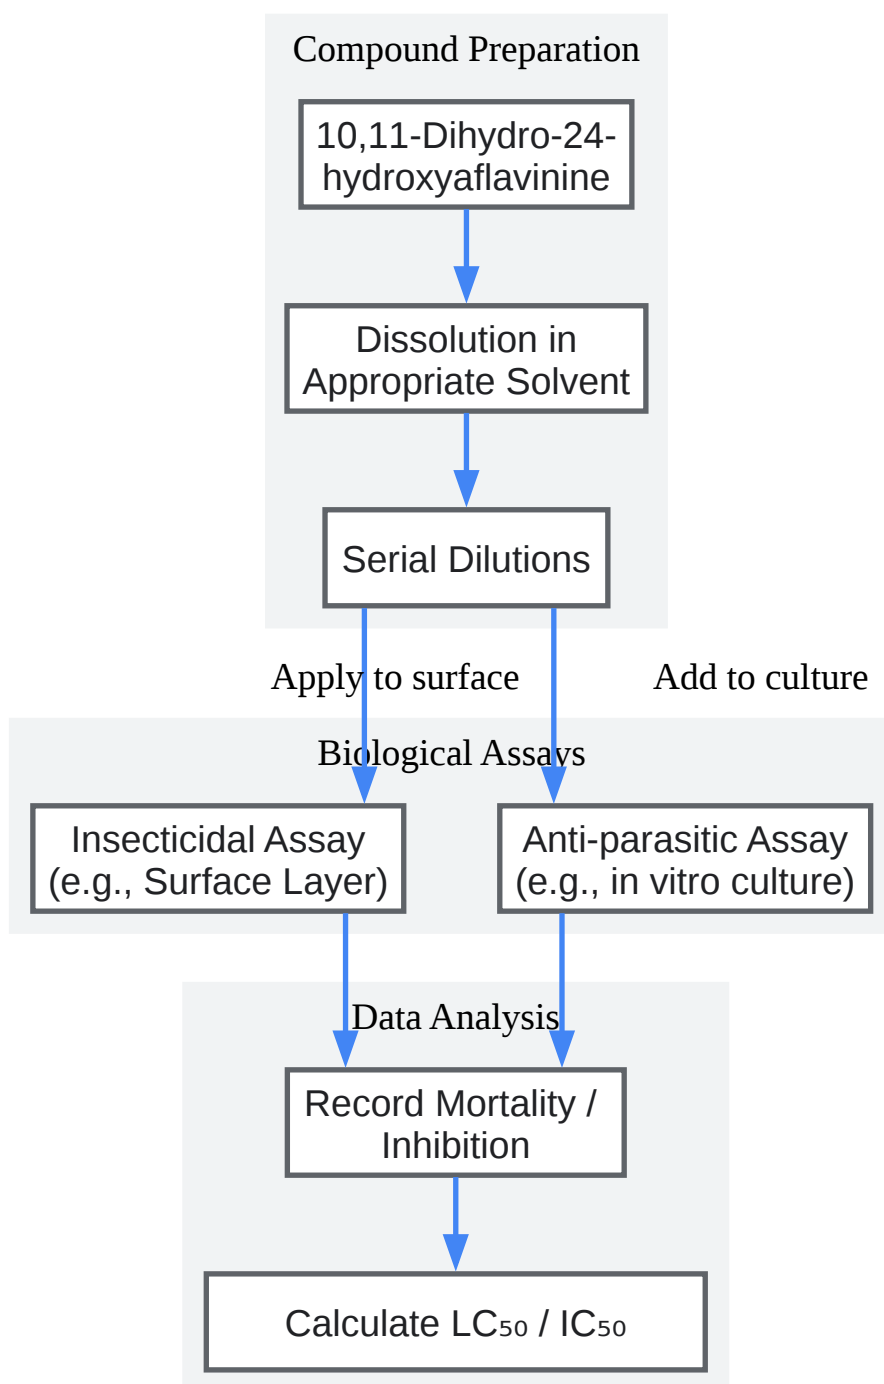 Compound Preparation
10,11-Dihydro-24-
hydroxyaflavinine
Dissolution in
Appropriate Solvent
Serial Dilutions
Apply to surface
Add to culture
Biological Assays
Insecticidal Assay
(e.g., Surface Layer)
Anti-parasitic Assay
(e.g., in vitro culture)
Data Analysis
Record Mortality /
Inhibition
Calculate LC₅₀ / IC₅₀